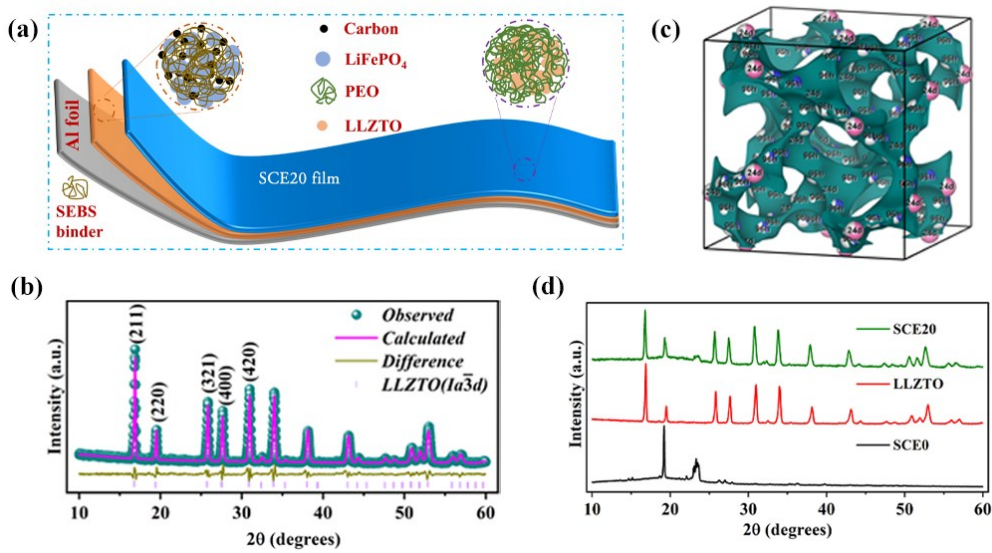 (a)
Carbon
LiFePO4
PEO
LLZTO
Al foil
SCE20 film
SEBS
binder
(c)
24d
96h
(b)
Intensity (a.u.)
(211)
(220)
(321)
(400)
(420)
Observed
Calculated
Difference
LLZTO(Ia3̅d)
10 20 30 40 50 60
2θ (degrees)
(d)
Intensity (a.u.)
SCE20
LLZTO
SCE0
10 20 30 40 50 60
2θ (degrees)